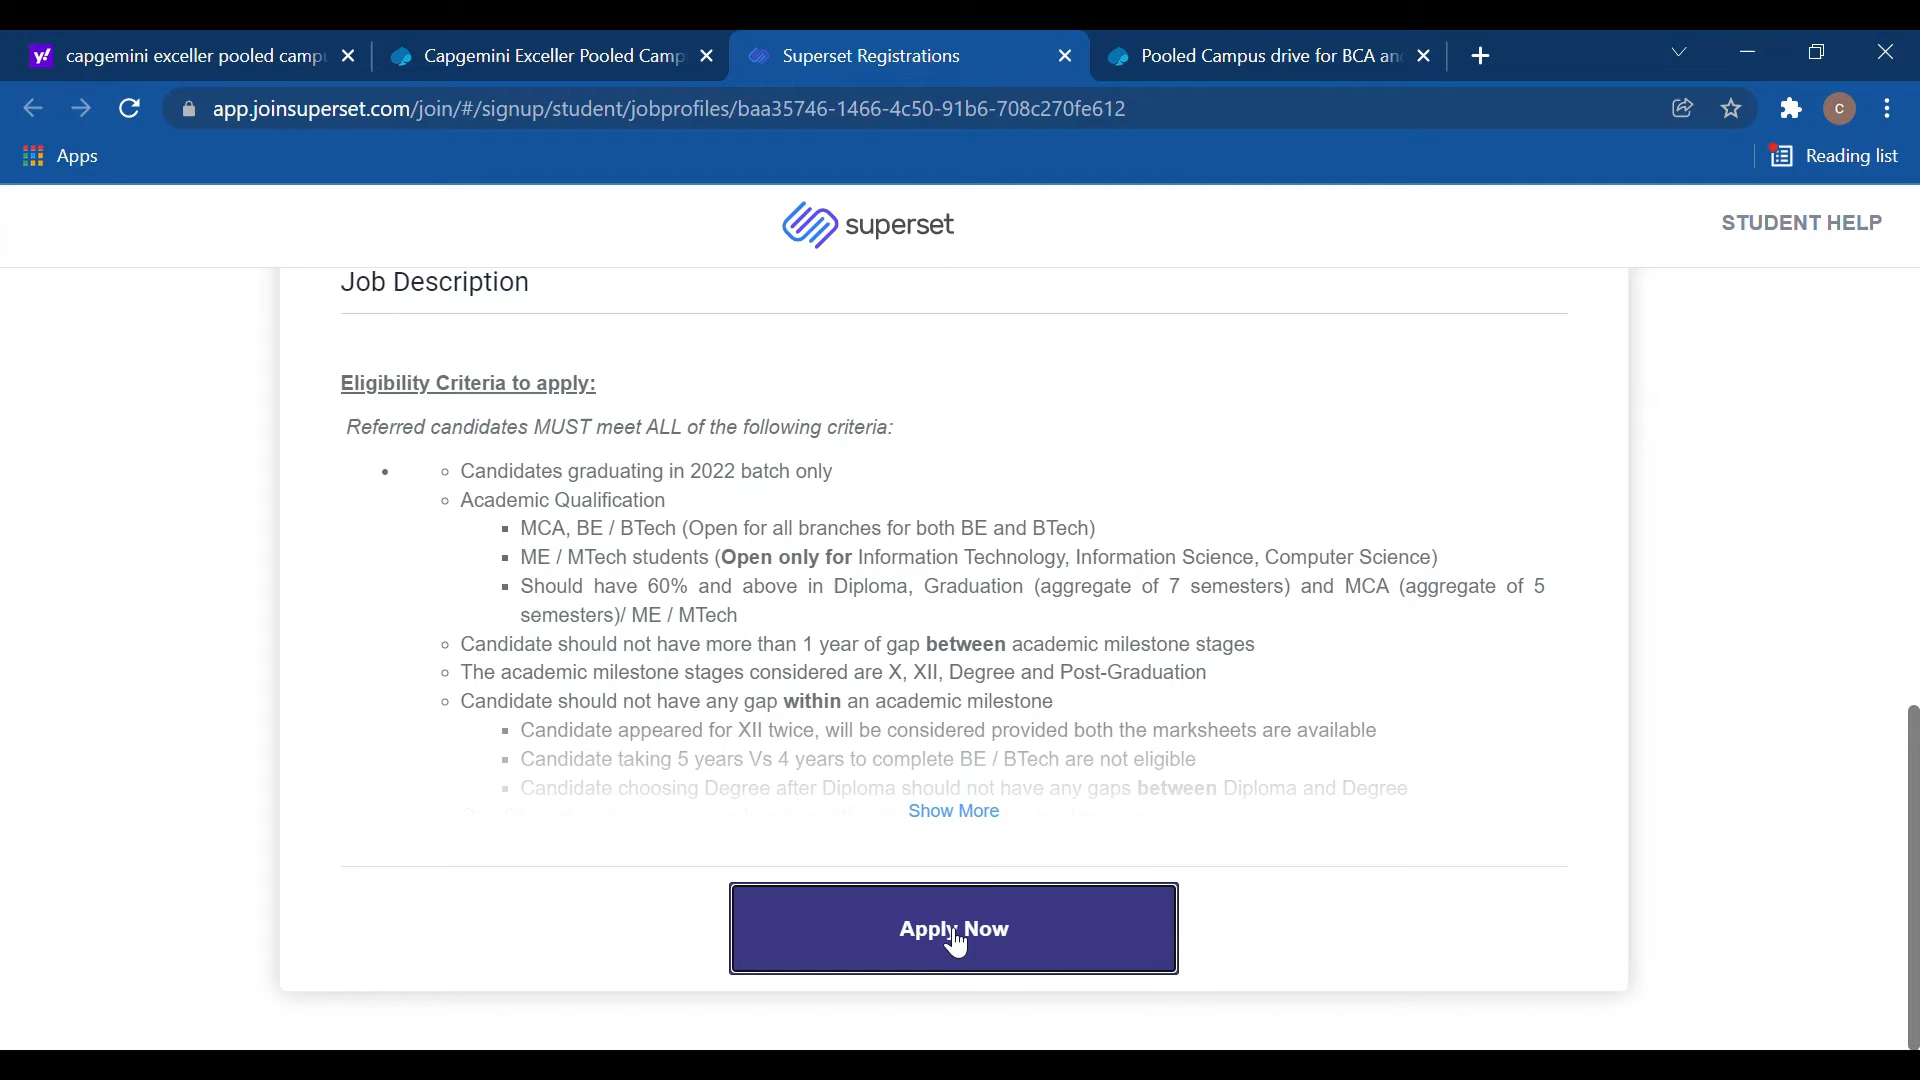 capgemini exceller pooled campu
Capgemini Exceller Pooled Camp
Superset Registrations
Pooled Campus drive for BCA an
app.joinsuperset.com/join/#/signup/student/jobprofiles/baa35746-1466-4c50-91b6-708c270fe612
c
Apps
Reading list
superset
STUDENT HELP
Job Description
Eligibility Criteria to apply:
Referred candidates MUST meet ALL of the following criteria:
Candidates graduating in 2022 batch only
Academic Qualification
MCA, BE / BTech (Open for all branches for both BE and BTech)
ME / MTech students (Open only for Information Technology, Information Science, Computer Science)
Should have 60% and above in Diploma, Graduation (aggregate of 7 semesters) and MCA (aggregate of 5
semesters)/ ME / MTech
Candidate should not have more than 1 year of gap between academic milestone stages
The academic milestone stages considered are X, XII, Degree and Post-Graduation
Candidate should not have any gap within an academic milestone
Candidate appeared for XII twice, will be considered provided both the marksheets are available
Candidate taking 5 years Vs 4 years to complete BE / BTech are not eligible
Candidate choosing Degree after Diploma should not have any gaps between Diploma and Degree
Show More
Apply Now